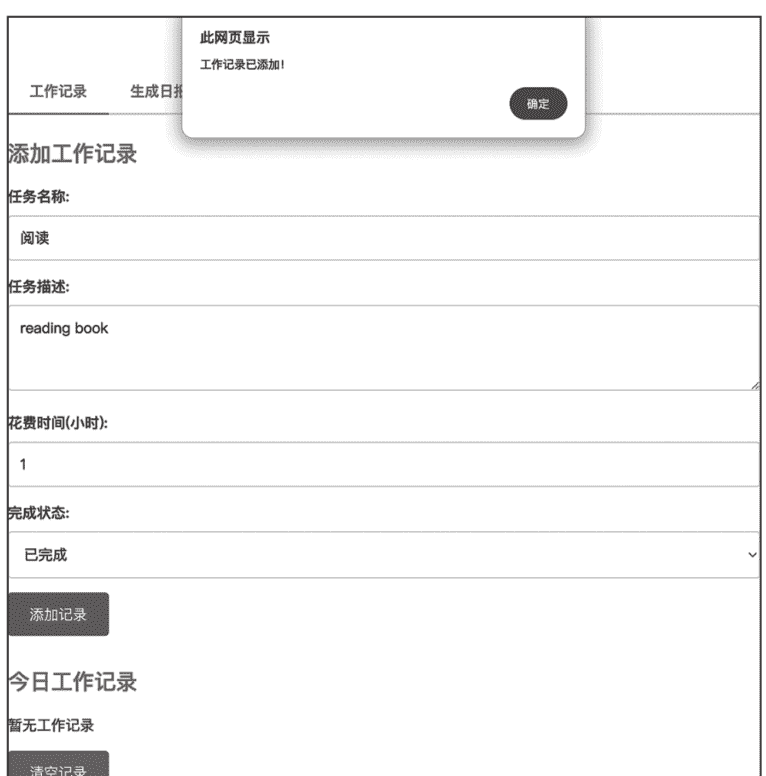 此网页显示
工作记录已添加!
确定
工作记录 生成日报
添加工作记录
任务名称:
阅读
任务描述:
reading book
花费时间(小时):
1
完成状态:
已完成
添加记录
今日工作记录
暂无工作记录
清空记录